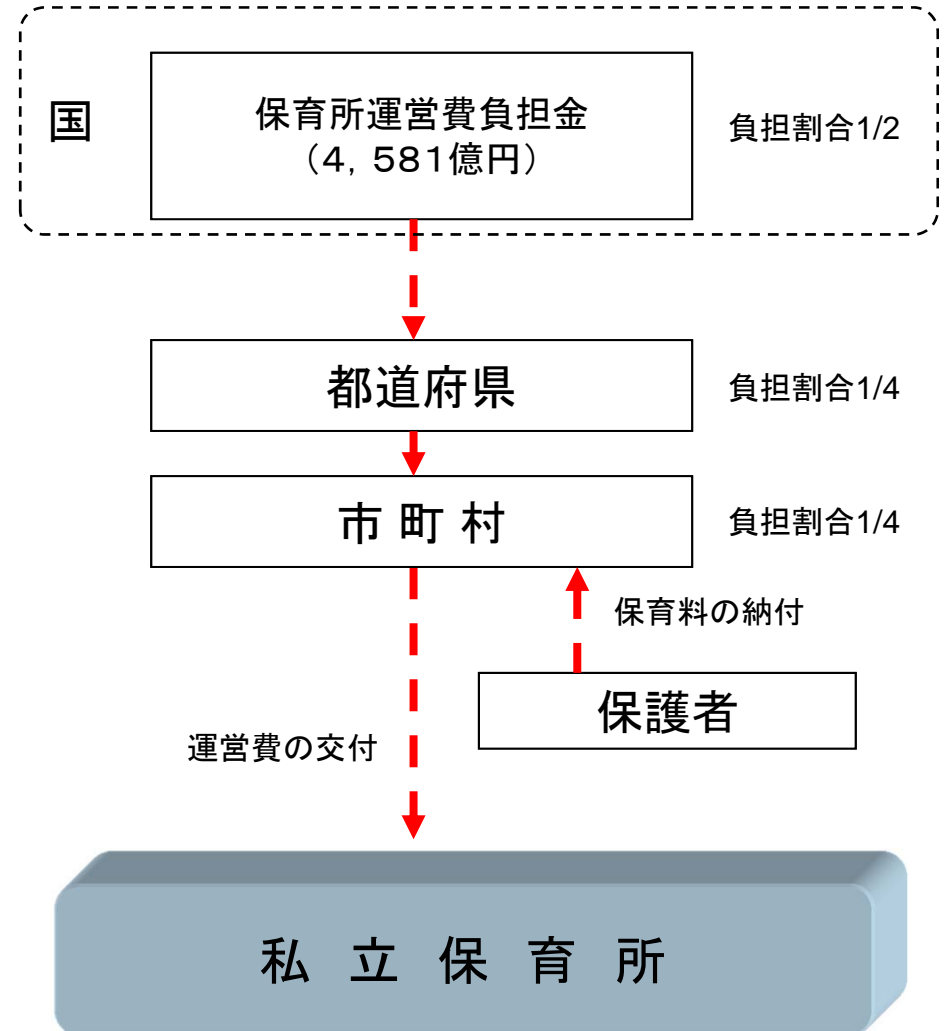 国
保育所運営費負担金
（4，581億円）
負担割合1/2
都道府県
負担割合1/4
市 町 村
負担割合1/4
保育料の納付
保護者
運営費の交付
私 立 保 育 所